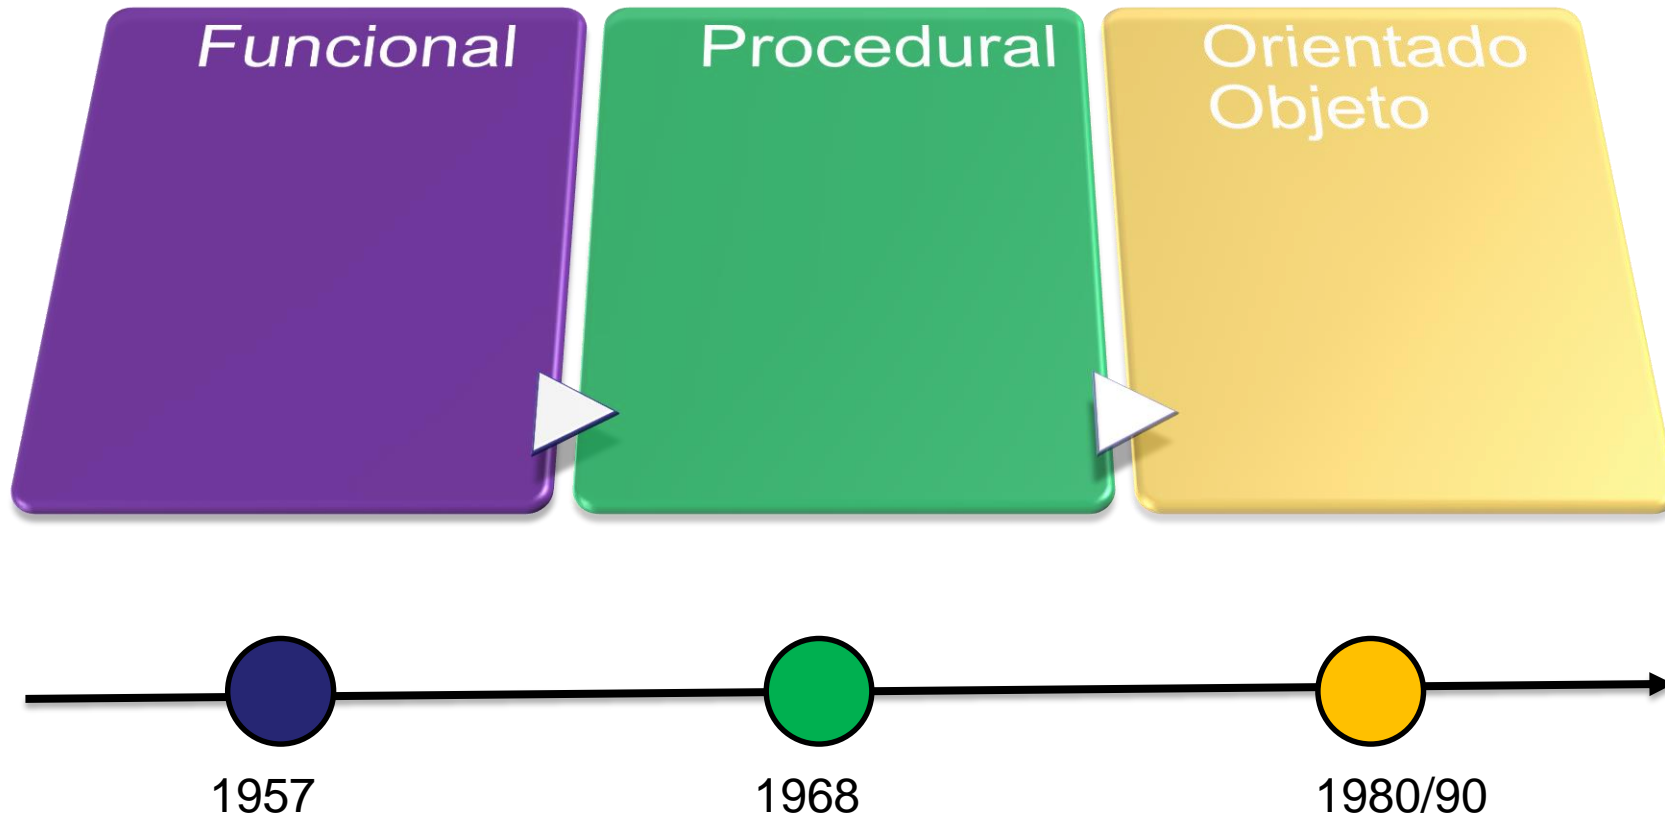 Funcional
Procedural
Orientado
Objeto
1957
1968
1980/90